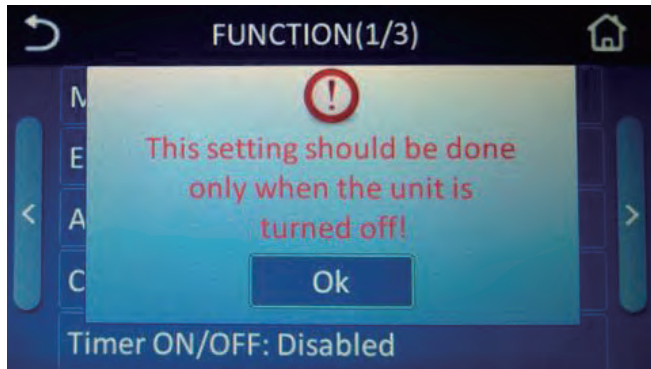 FUNCTION(1/3)
M
E
A
C
This setting should be done
only when the unit is
turned off!
Ok
Timer ON/OFF: Disabled